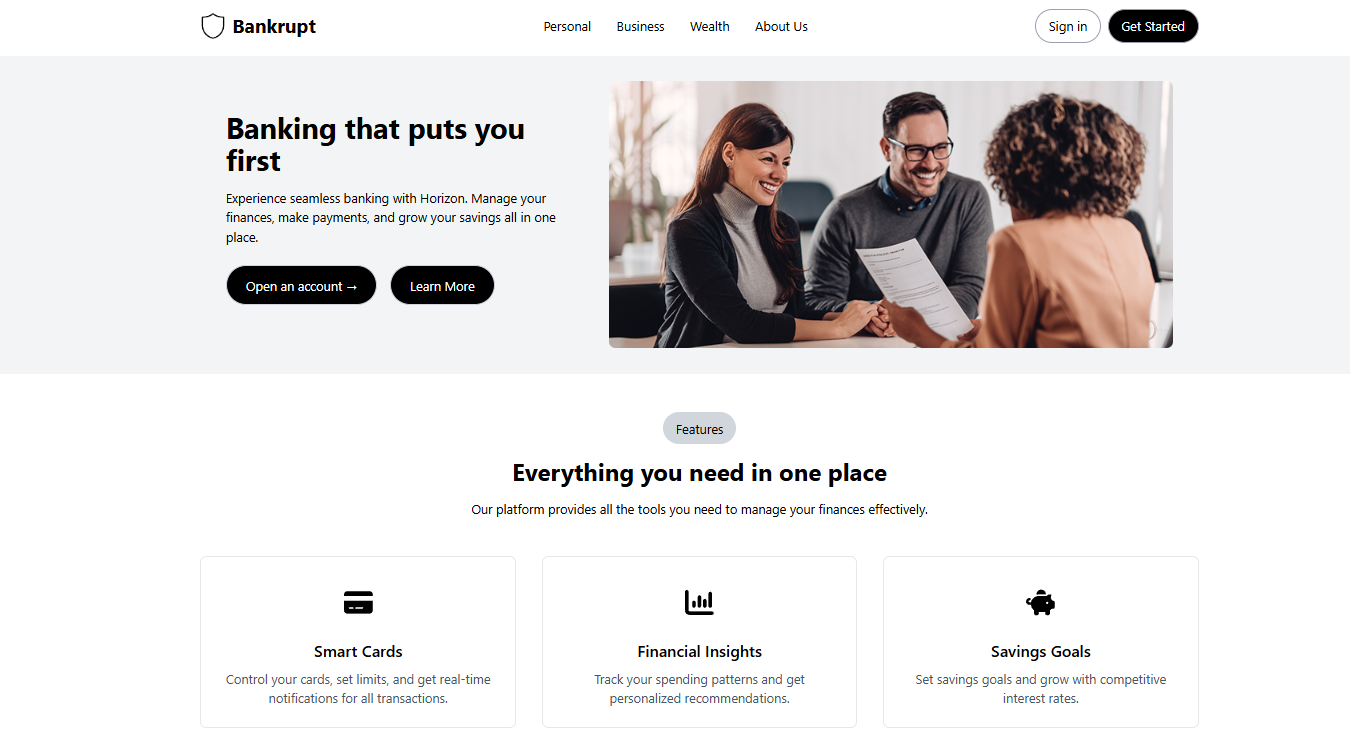 Bankrupt
Personal
Business
Wealth
About Us
Sign in
Get Started
Banking that puts you
first
Experience seamless banking with Horizon. Manage your
finances, make payments, and grow your savings all in one
place.
Open an account →
Learn More
Features
Everything you need in one place
Our platform provides all the tools you need to manage your finances effectively.
Smart Cards
Control your cards, set limits, and get real-time
notifications for all transactions.
Financial Insights
Track your spending patterns and get
personalized recommendations.
Savings Goals
Set savings goals and grow with competitive
interest rates.